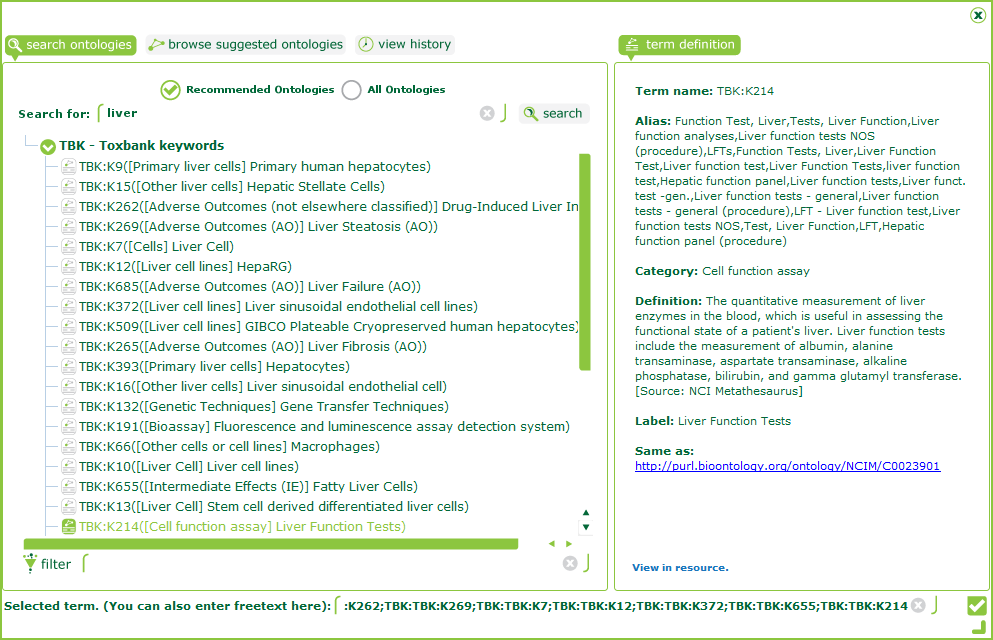 search ontologies browse suggested ontologies view history term definition
Recommended Ontologies All Ontologies
Search for: liver search
TBK - Toxbank keywords
TBK:K9([Primary liver cells] Primary human hepatocytes)
TBK:K15([Other liver cells] Hepatic Stellate Cells)
TBK:K262([Adverse Outcomes (not elsewhere classified)] Drug-Induced Liver In
TBK:K269([Adverse Outcomes (AO)] Liver Steatosis (AO))
TBK:K7([Cells] Liver Cell)
TBK:K12([Liver cell lines] HepaRG)
TBK:K685([Adverse Outcomes (AO)] Liver Failure (AO))
TBK:K372([Liver cell lines] Liver sinusoidal endothelial cell lines)
TBK:K509([Liver cell lines] GIBCO Plateable Cryopreserved human hepatocytes)
TBK:K265([Adverse Outcomes (AO)] Liver Fibrosis (AO))
TBK:K393([Primary liver cells] Hepatocytes)
TBK:K16([Other liver cells] Liver sinusoidal endothelial cell)
TBK:K132([Genetic Techniques] Gene Transfer Techniques)
TBK:K191([Bioassay] Fluorescence and luminescence assay detection system)
TBK:K66([Other cells or cell lines] Macrophages)
TBK:K10([Liver Cell] Liver cell lines)
TBK:K655([Intermediate Effects (IE)] Fatty Liver Cells)
TBK:K13([Liver Cell] Stem cell derived differentiated liver cells)
TBK:K214([Cell function assay] Liver Function Tests)
filter
Term name: TBK:K214
Alias: Function Test, Liver,Tests, Liver Function,Liver
function analyses,Liver function tests NOS
(procedure),LFTs,Function Tests, Liver,Liver Function
Test,Liver function test,Liver Function Tests,liver function
test,Hepatic function panel,Liver function tests,Liver funct.
test -gen.,Liver function tests - general,Liver function
tests - general (procedure),LFT - Liver function test,Liver
function tests NOS,Test, Liver Function,LFT,Hepatic
function panel (procedure)
Category: Cell function assay
Definition: The quantitative measurement of liver
enzymes in the blood, which is useful in assessing the
functional state of a patient's liver. Liver function tests
include the measurement of albumin, alanine
transaminase, aspartate transaminase, alkaline
phosphatase, bilirubin, and gamma glutamyl transferase.
[Source: NCI Metathesaurus]
Label: Liver Function Tests
Same as:
http://purl.bioontology.org/ontology/NCIM/C0023901
View in resource.
Selected term. (You can also enter freetext here): :K262;TBK:TBK:K269;TBK:TBK:K7;TBK:TBK:K12;TBK:TBK:K372;TBK:TBK:K655;TBK:TBK:K214